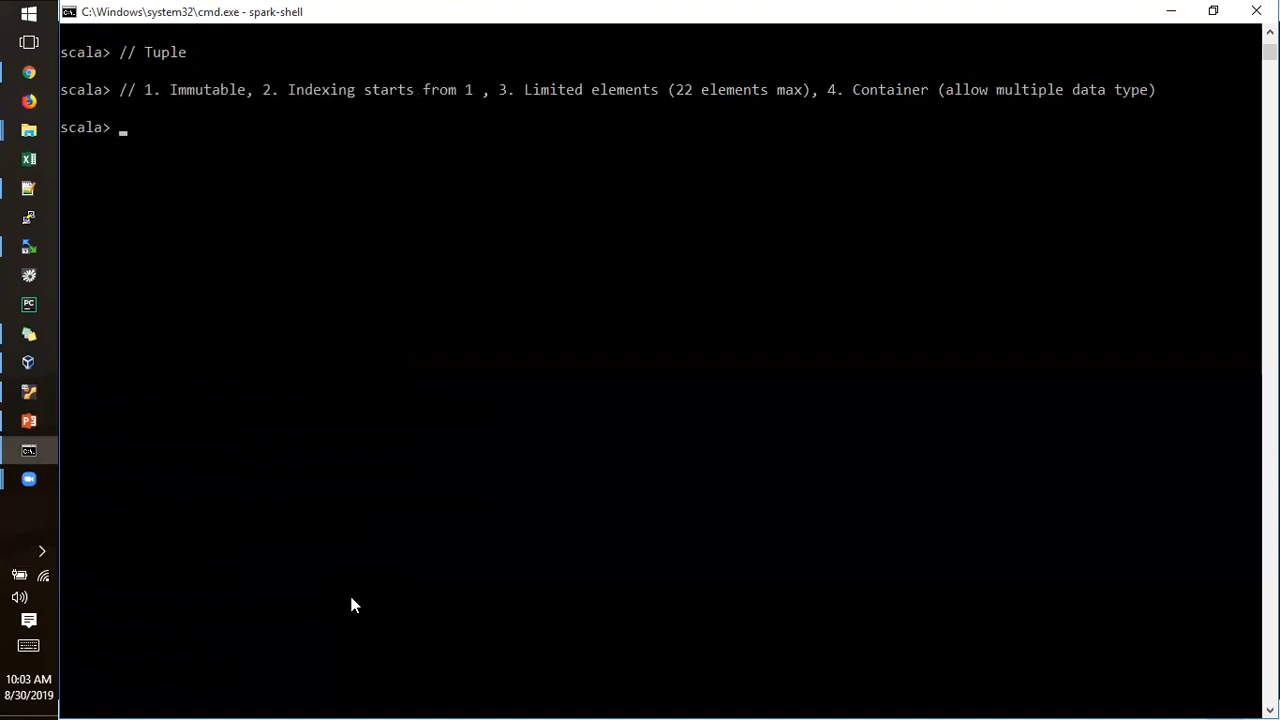 C:\Windows\system32\cmd.exe - spark-shell
scala> // Tuple
scala> // 1. Immutable, 2. Indexing starts from 1 , 3. Limited elements (22 elements max), 4. Container (allow multiple data type)
scala> _
PC
10:03 AM
8/30/2019